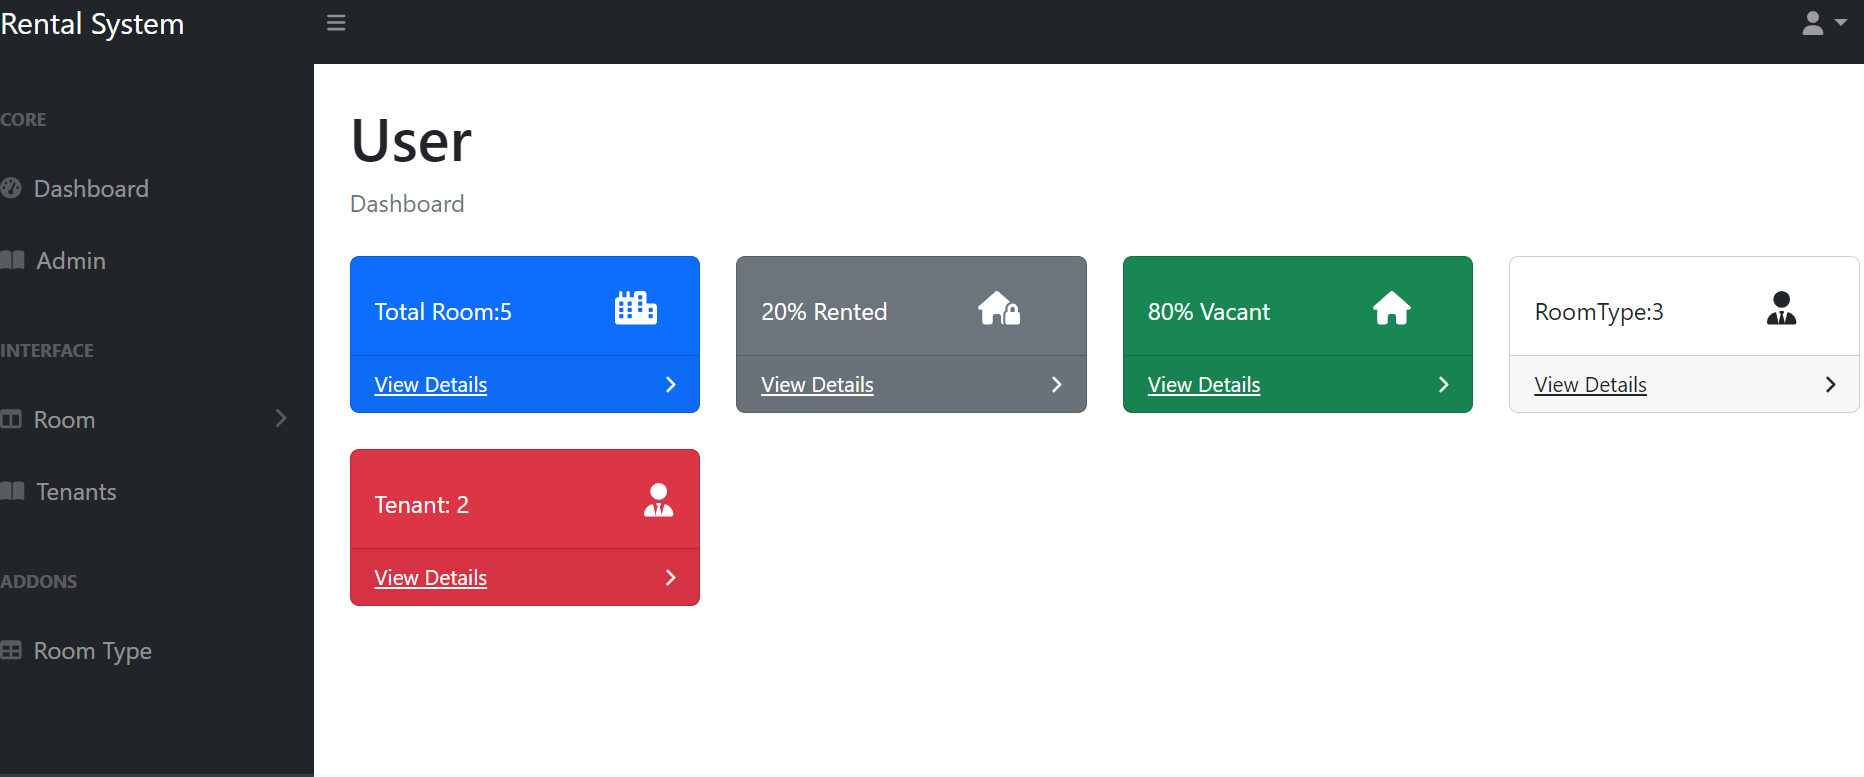 Rental System
CORE
Dashboard
Admin
INTERFACE
Room
Tenants
ADDONS
Room Type
User
Dashboard
Total Room:5
View Details
20% Rented
View Details
80% Vacant
View Details
RoomType:3
View Details
Tenant: 2
View Details